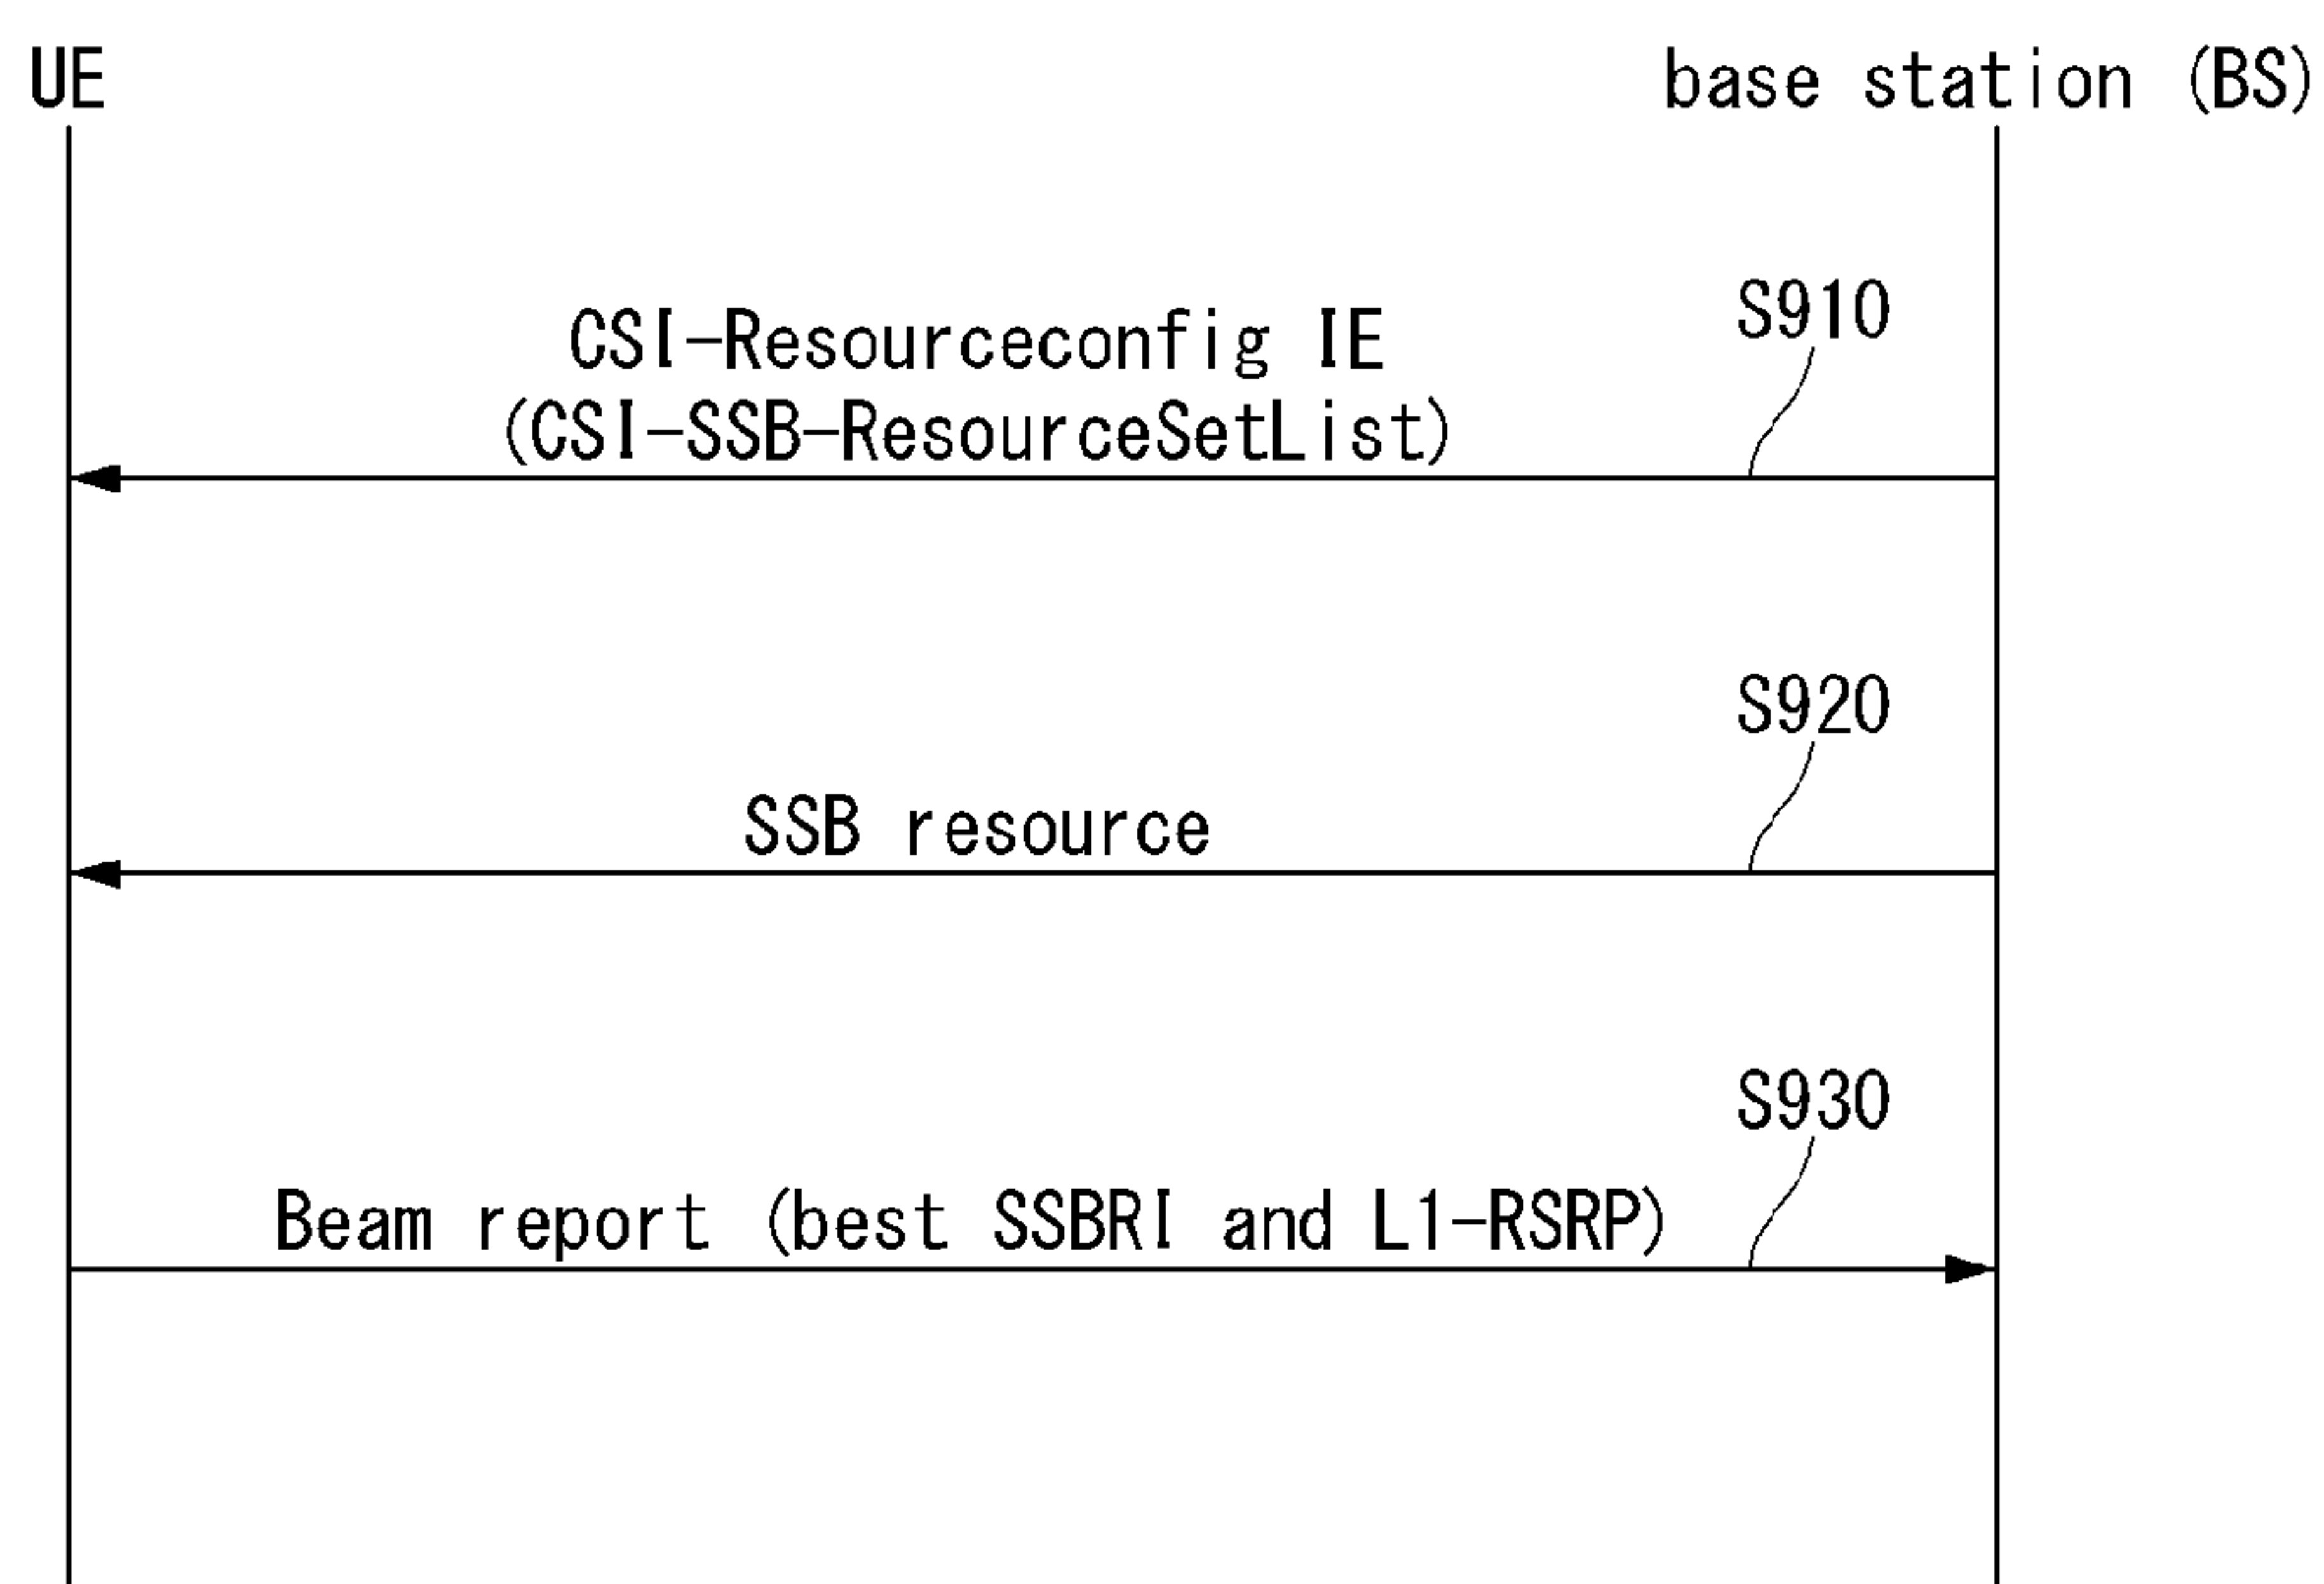 UE
base station (BS)
S910
CSI-Resourceconfig IE
(CSI-SSB-ResourceSetList)
S920
SSB resource
S930
Beam report (best SSBRI and L1-RSRP)